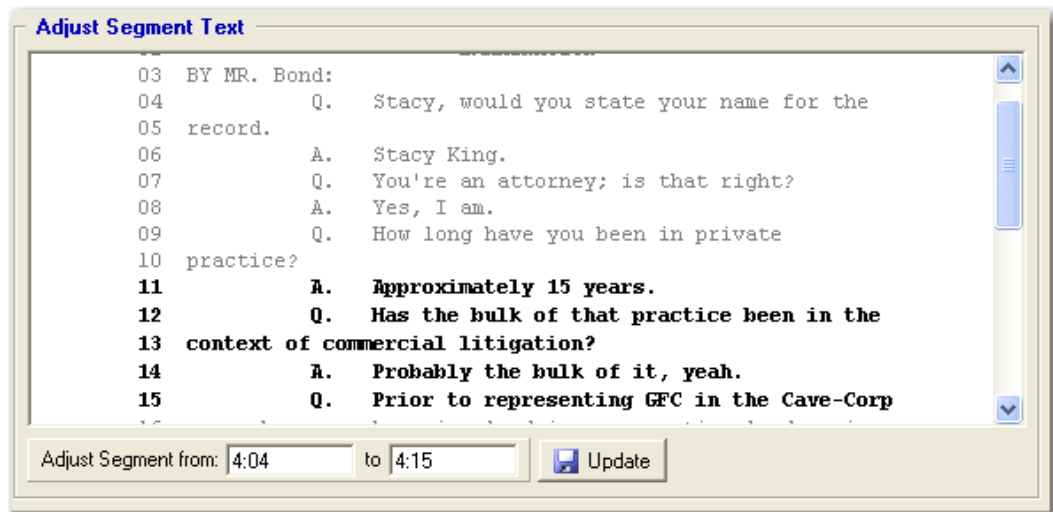 Adjust Segment Text
03 BY MR. Bond:
04 Q. Stacy, would you state your name for the
05 record.
06 A. Stacy King.
07 Q. You're an attorney; is that right?
08 A. Yes, I am.
09 Q. How long have you been in private
10 practice?
11 A. Approximately 15 years.
12 Q. Has the bulk of that practice been in the
13 context of commercial litigation?
14 A. Probably the bulk of it, yeah.
15 Q. Prior to representing GFC in the Cave-Corp
Adjust Segment from: 4:04 to 4:15 Update